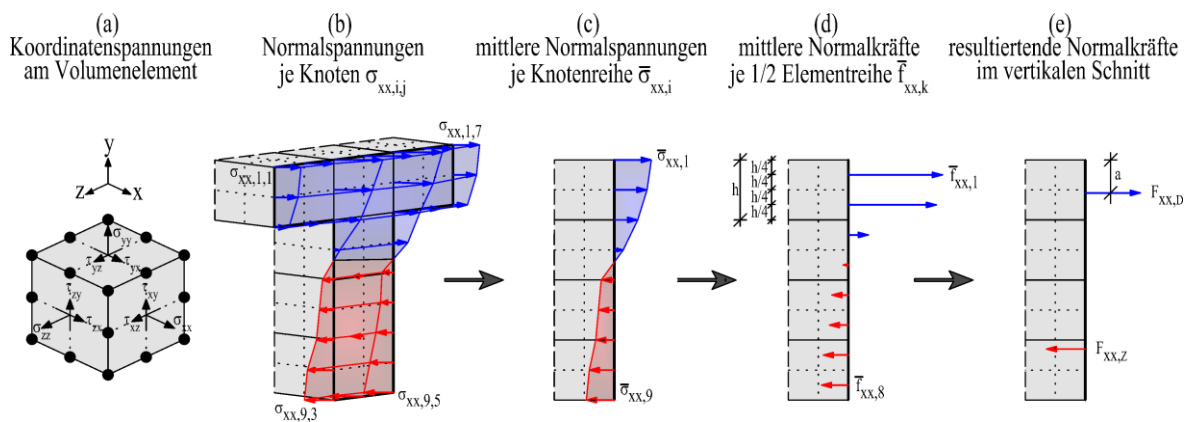 (a)
Koordinatenspannungen
am Volumenelement
(b)
Normalspannungen
je Knoten σxx,i,j
(c)
mittlere Normalspannungen
je Knotenreihe σ̅xx,i
(d)
mittlere Normalkräfte
je 1/2 Elementreihe f̅xx,k
(e)
resultiertende Normalkräfte
im vertikalen Schnitt
y
z
x
σyy
τyz
τyx
τzy
τxy
σzz
τzx
τxz
σxx
σxx,1,1
σxx,1,7
σxx,9,3
σxx,9,5
σ̅xx,1
σ̅xx,9
h
h/4
h/4
h/4
h/4
f̅xx,1
f̅xx,8
a
Fxx,D
Fxx,Z